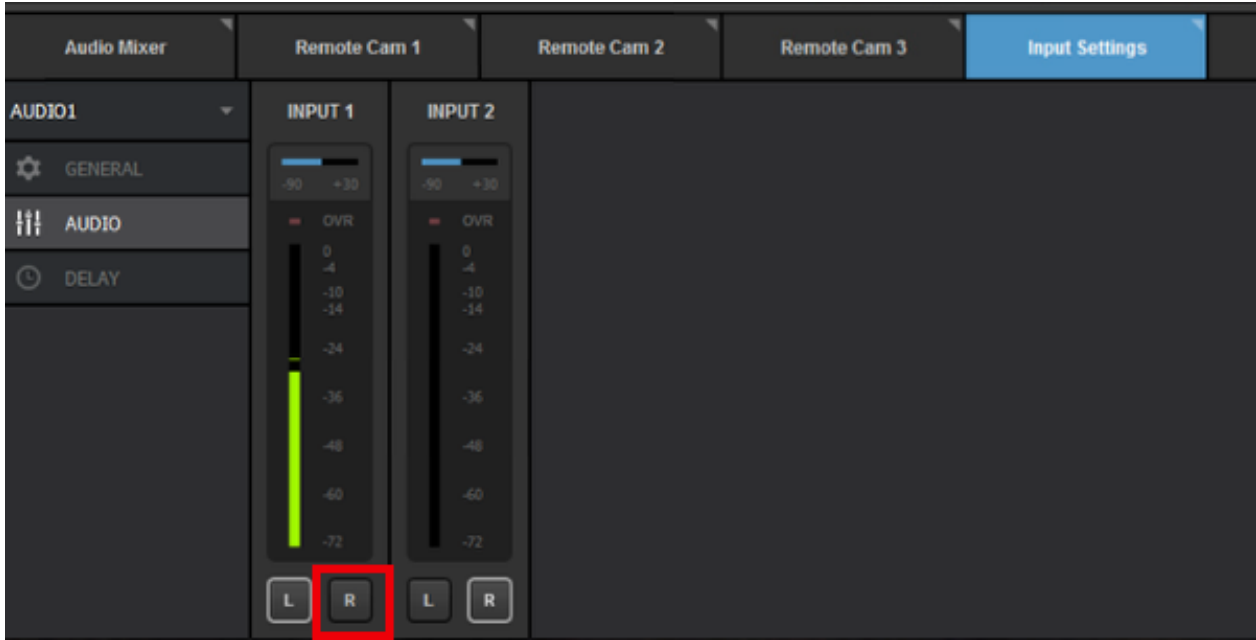 Audio Mixer
Remote Cam 1
Remote Cam 2
Remote Cam 3
Input Settings
AUDIO1
GENERAL
AUDIO
DELAY
INPUT 1
-90 +30
OVR
0
-4
-10
-14
-24
-36
-48
-60
-72
L R
INPUT 2
-90 +30
OVR
0
-4
-10
-14
-24
-36
-48
-60
-72
L R